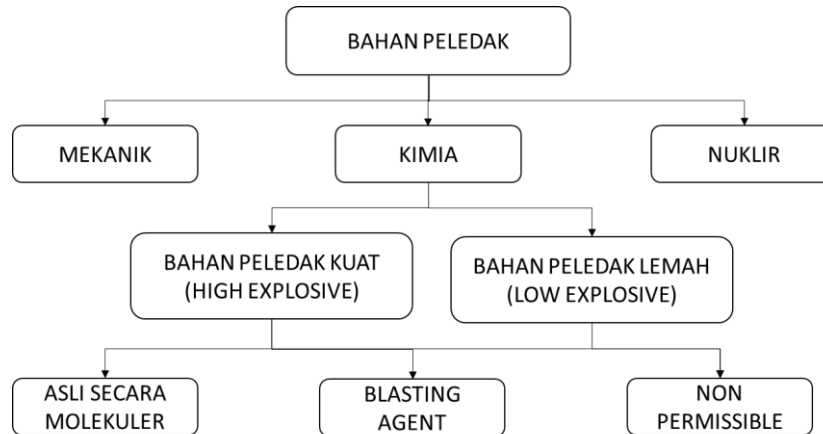 BAHAN PELEDAK
MEKANIK
KIMIA
NUKLIR
BAHAN PELEDAK KUAT
(HIGH EXPLOSIVE)
BAHAN PELEDAK LEMAH
(LOW EXPLOSIVE)
ASLI SECARA
MOLEKULER
BLASTING
AGENT
NON
PERMISSIBLE